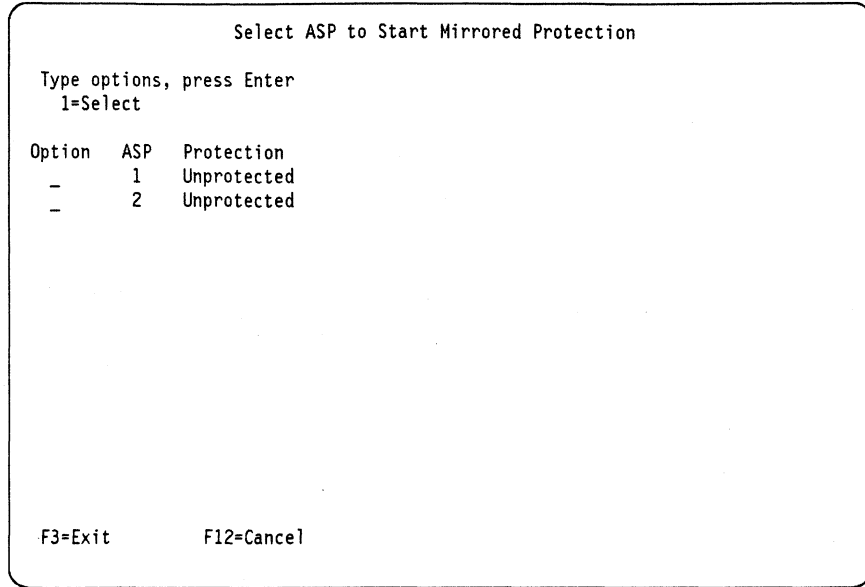 Select ASP to Start Mirrored Protection
Type options, press Enter
1=Select
Option ASP Protection
_ 1 Unprotected
_ 2 Unprotected
F3=Exit F12=Cancel